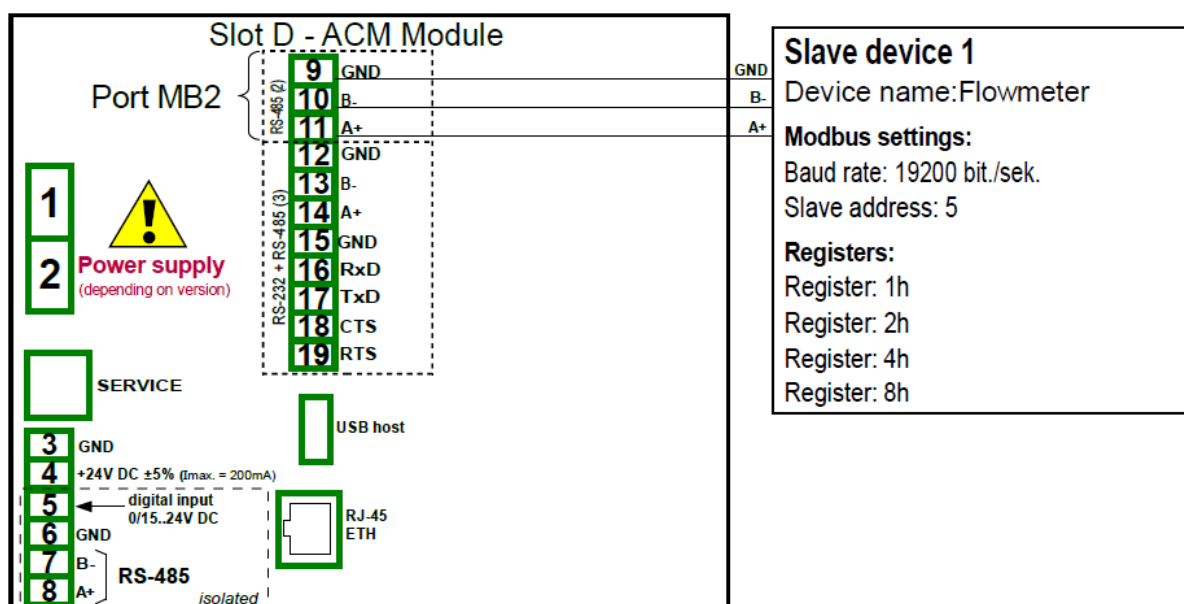 Slot D - ACM Module
Port MB2
RS-485 (2)
9 GND
10 B-
11 A+
RS-232 + RS-485 (3)
12 GND
13 B-
14 A+
15 GND
16 RxD
17 TxD
18 CTS
19 RTS
1
2
Power supply
(depending on version)
SERVICE
USB host
3 GND
4 +24V DC ±5% (Imax. = 200mA)
5 digital input
0/15..24V DC
6 GND
7 B-
8 A+
RS-485
isolated
RJ-45
ETH
GND
B-
A+
Slave device 1
Device name:Flowmeter
Modbus settings:
Baud rate: 19200 bit./sek.
Slave address: 5
Registers:
Register: 1h
Register: 2h
Register: 4h
Register: 8h